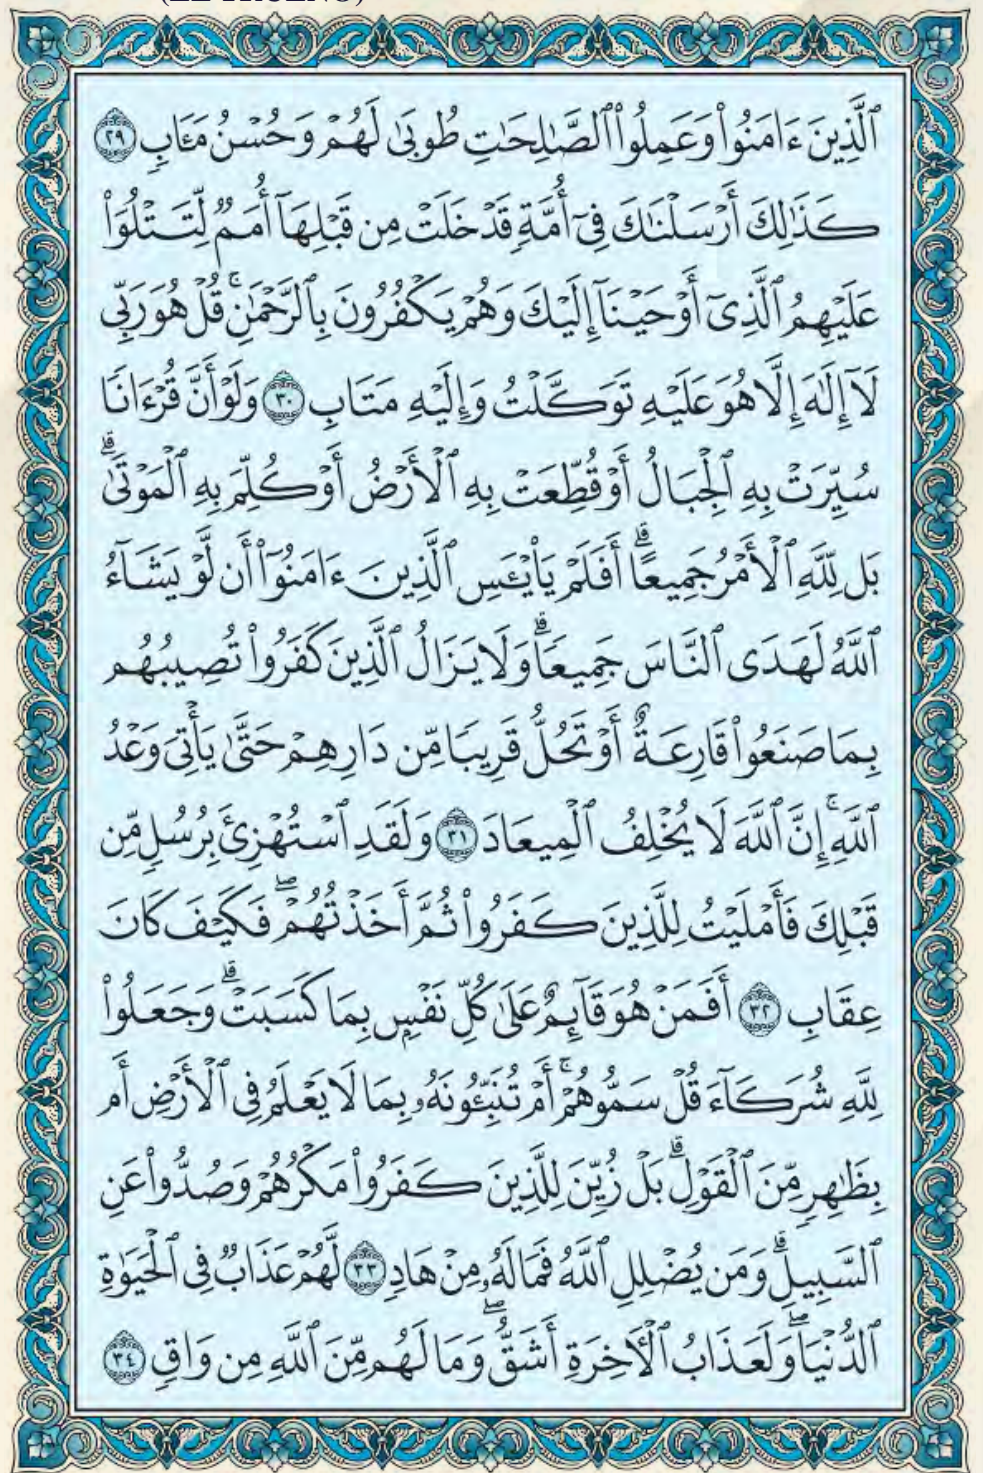 ٱلَّذِينَ ءَامَنُوا۟ وَعَمِلُوا۟ ٱلصَّٰلِحَٰتِ طُوبَىٰ لَهُمْ وَحُسْنُ مَـَٔابٍ ٢٩
كَذَٰلِكَ أَرْسَلْنَٰكَ فِىٓ أُمَّةٍ قَدْ خَلَتْ مِن قَبْلِهَآ أُمَمٌ لِّتَتْلُوَا۟
عَلَيْهِمُ ٱلَّذِىٓ أَوْحَيْنَآ إِلَيْكَ وَهُمْ يَكْفُرُونَ بِٱلرَّحْمَٰنِ ۚ قُلْ هُوَ رَبِّى
لَآ إِلَٰهَ إِلَّا هُوَ عَلَيْهِ تَوَكَّلْتُ وَإِلَيْهِ مَتَابِ ٣٠ وَلَوْ أَنَّ قُرْءَانًا
سُيِّرَتْ بِهِ ٱلْجِبَالُ أَوْ قُطِّعَتْ بِهِ ٱلْأَرْضُ أَوْ كُلِّمَ بِهِ ٱلْمَوْتَىٰ ۗ
بَل لِّلَّهِ ٱلْأَمْرُ جَمِيعًا ۗ أَفَلَمْ يَا۟يْـَٔسِ ٱلَّذِينَ ءَامَنُوٓا۟ أَن لَّوْ يَشَآءُ
ٱللَّهُ لَهَدَى ٱلنَّاسَ جَمِيعًا ۗ وَلَا يَزَالُ ٱلَّذِينَ كَفَرُوا۟ تُصِيبُهُم
بِمَا صَنَعُوا۟ قَارِعَةٌ أَوْ تَحُلُّ قَرِيبًا مِّن دَارِهِمْ حَتَّىٰ يَأْتِىَ وَعْدُ
ٱللَّهِ ۚ إِنَّ ٱللَّهَ لَا يُخْلِفُ ٱلْمِيعَادَ ٣١ وَلَقَدِ ٱسْتُهْزِئَ بِرُسُلٍ مِّن
قَبْلِكَ فَأَمْلَيْتُ لِلَّذِينَ كَفَرُوا۟ ثُمَّ أَخَذْتُهُمْ ۖ فَكَيْفَ كَانَ
عِقَابِ ٣٢ أَفَمَنْ هُوَ قَآئِمٌ عَلَىٰ كُلِّ نَفْسٍۭ بِمَا كَسَبَتْ ۗ وَجَعَلُوا۟
لِلَّهِ شُرَكَآءَ قُلْ سَمُّوهُمْ ۚ أَمْ تُنَبِّـُٔونَهُۥ بِمَا لَا يَعْلَمُ فِى ٱلْأَرْضِ أَم
بِظَٰهِرٍ مِّنَ ٱلْقَوْلِ ۗ بَلْ زُيِّنَ لِلَّذِينَ كَفَرُوا۟ مَكْرُهُمْ وَصُدُّوا۟ عَنِ
ٱلسَّبِيلِ ۗ وَمَن يُضْلِلِ ٱللَّهُ فَمَا لَهُۥ مِنْ هَادٍ ٣٣ لَّهُمْ عَذَابٌ فِى ٱلْحَيَوٰةِ
ٱلدُّنْيَا ۖ وَلَعَذَابُ ٱلْءَاخِرَةِ أَشَقُّ ۖ وَمَا لَهُم مِّنَ ٱللَّهِ مِن وَاقٍ ٣٤